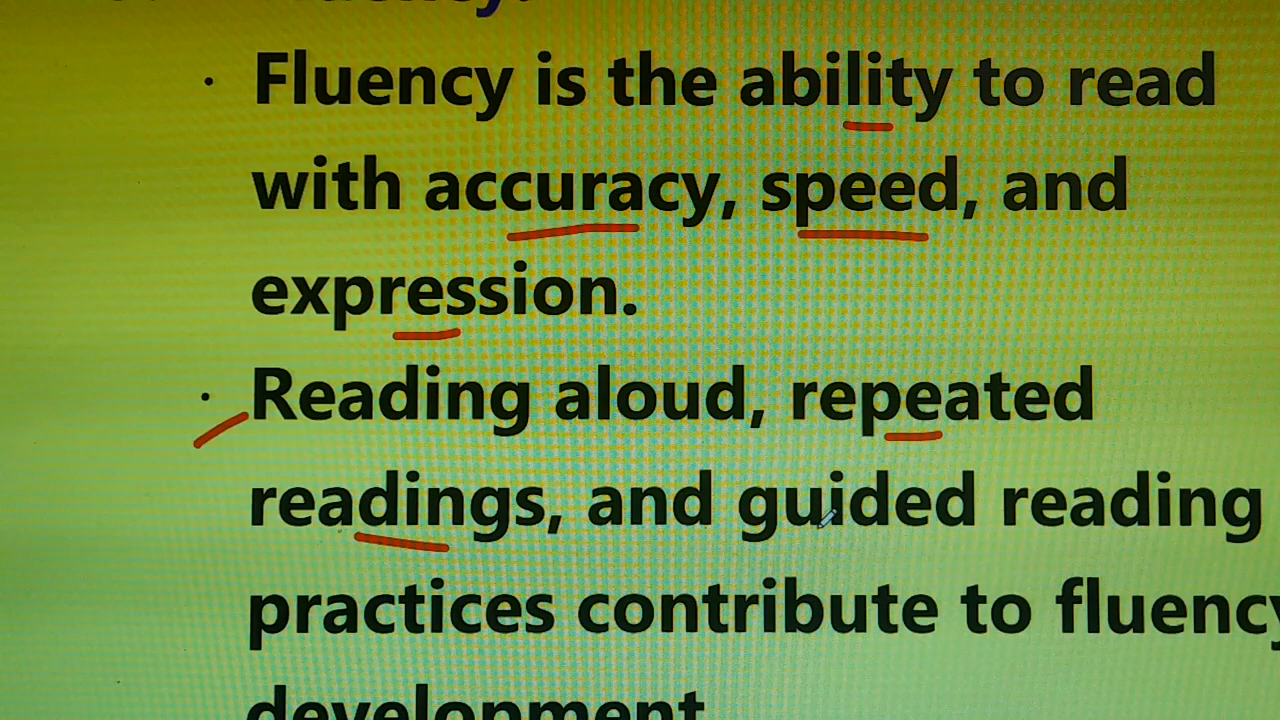 Fluency is the ability to read
with accuracy, speed, and
expression.
Reading aloud, repeated
readings, and guided reading
practices contribute to fluency
development